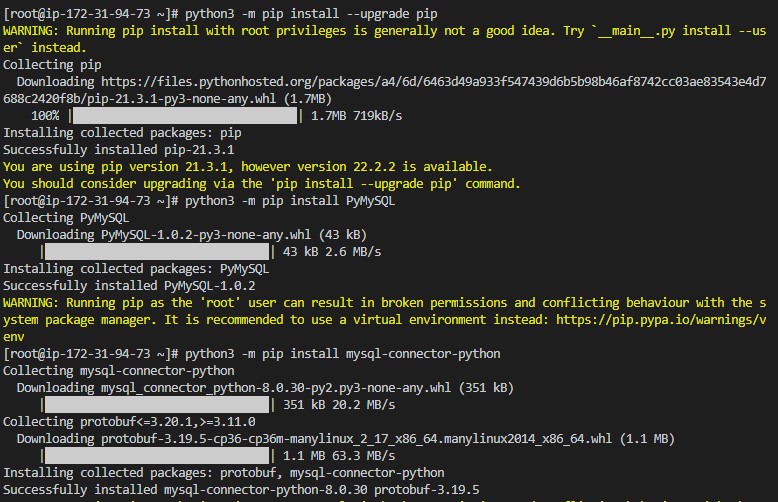 [root@ip-172-31-94-73 ~]# python3 -m pip install --upgrade pip
WARNING: Running pip install with root privileges is generally not a good idea. Try `__main__.py install --us
er` instead.
Collecting pip
  Downloading https://files.pythonhosted.org/packages/a4/6d/6463d49a933f547439d6b5b98b46af8742cc03ae83543e4d7
688c2420f8b/pip-21.3.1-py3-none-any.whl (1.7MB)
    100% |                                | 1.7MB 719kB/s
Installing collected packages: pip
Successfully installed pip-21.3.1
You are using pip version 21.3.1, however version 22.2.2 is available.
You should consider upgrading via the 'pip install --upgrade pip' command.
[root@ip-172-31-94-73 ~]# python3 -m pip install PyMySQL
Collecting PyMySQL
  Downloading PyMySQL-1.0.2-py3-none-any.whl (43 kB)
     |                                | 43 kB 2.6 MB/s
Installing collected packages: PyMySQL
Successfully installed PyMySQL-1.0.2
WARNING: Running pip as the 'root' user can result in broken permissions and conflicting behaviour with the s
ystem package manager. It is recommended to use a virtual environment instead: https://pip.pypa.io/warnings/v
env
[root@ip-172-31-94-73 ~]# python3 -m pip install mysql-connector-python
Collecting mysql-connector-python
  Downloading mysql_connector_python-8.0.30-py2.py3-none-any.whl (351 kB)
     |                                | 351 kB 20.2 MB/s
Collecting protobuf<=3.20.1,>=3.11.0
  Downloading protobuf-3.19.5-cp36-cp36m-manylinux_2_17_x86_64.manylinux2014_x86_64.whl (1.1 MB)
     |                                | 1.1 MB 63.3 MB/s
Installing collected packages: protobuf, mysql-connector-python
Successfully installed mysql-connector-python-8.0.30 protobuf-3.19.5